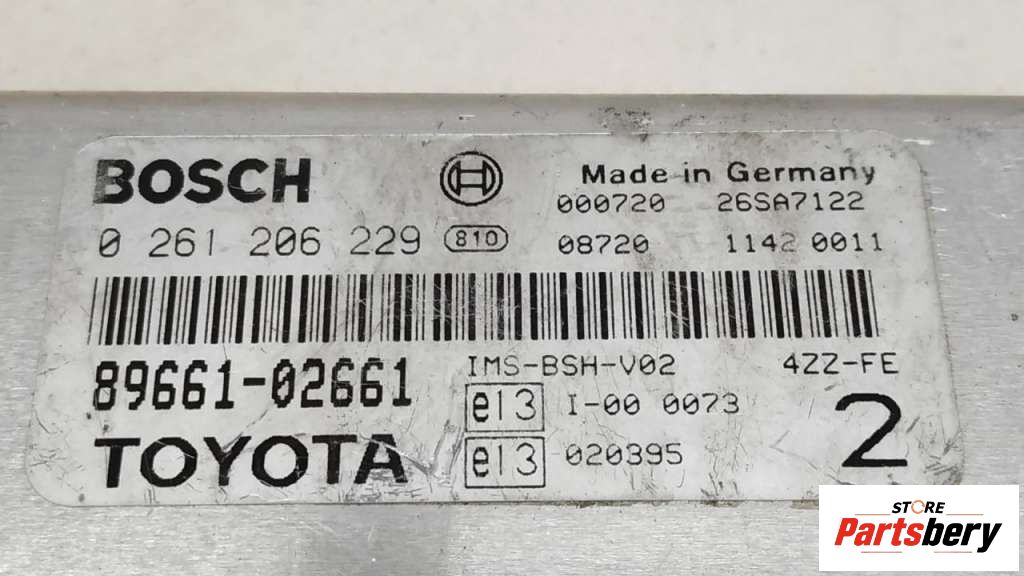 BOSCH
Made in Germany
000720 26SA7122
0 261 206 229 810
08720 1142 0011
89661-02661
IMS-BSH-V02 4ZZ-FE
e13 I-00 0073
2
TOYOTA
e13 020395
STORE
Partsbery